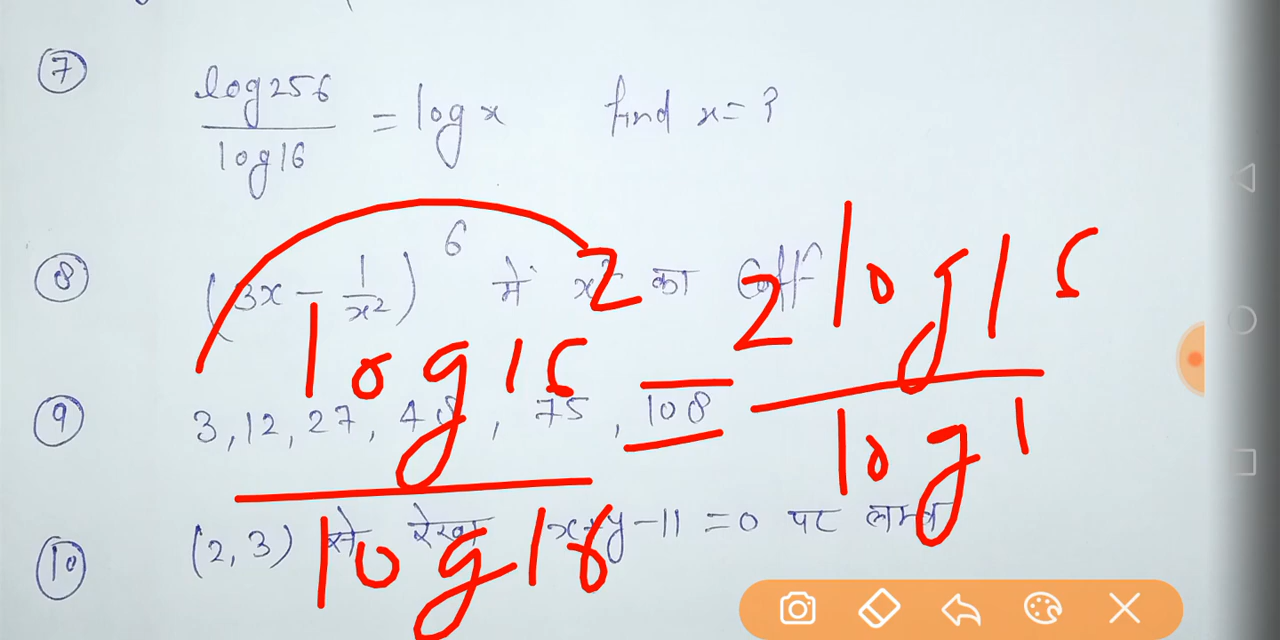 7 log256 / log16 = log x find x = ?
8 (3x - 1/x²)⁶ में x² का Coff
9 3, 12, 27, 48, 75, 108
10 (2,3) से रेखा x+y-11=0 पर लम्ब
2
log15 / log16 = 2log15 / log1